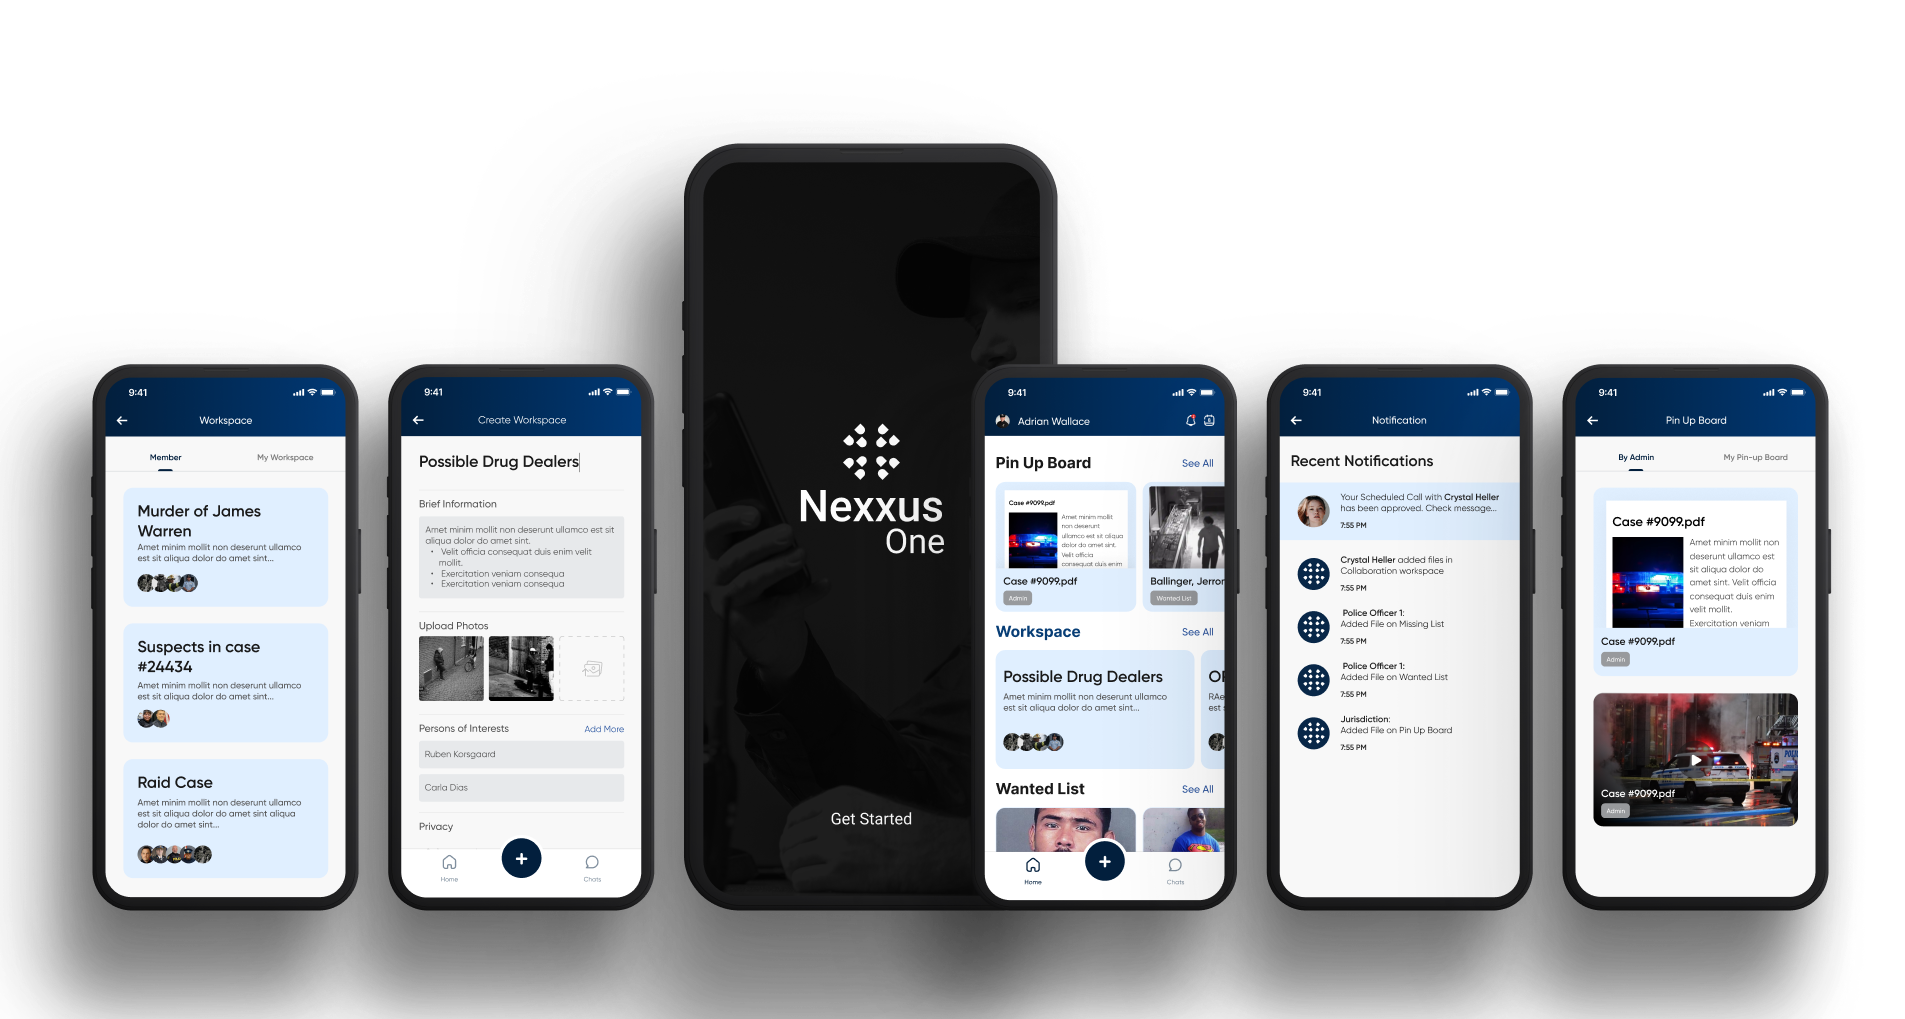 9:41
Workspace
Member
My Workspace
Murder of James
Warren
Amet minim mollit non deserunt ullamco
est sit aliqua dolor do amet sint...
Suspects in case
#24434
Amet minim mollit non deserunt ullamco
est sit aliqua dolor do amet sint...
Raid Case
Amet minim mollit non deserunt ullamco
est sit aliqua dolor do amet sint aliqua
dolor do amet sint...
9:41
Create Workspace
Possible Drug Dealers
Brief Information
Amet minim mollit non deserunt ullamco est sit
aliqua dolor do amet sint.
• Velit officia consequat duis enim velit
mollit.
• Exercitation veniam consequa
• Exercitation veniam consequa
Upload Photos
Persons of Interests
Add More
Ruben Korsgaard
Carla Dias
Privacy
Home
Chats
Nexxus
One
Get Started
9:41
Adrian Wallace
Pin Up Board
See All
Case #9099.pdf
Amet minim mollit
non deserunt
ullamco est sit aliqua
dolor do amet sint.
Velit officia
consequat duis enim
Case #9099.pdf
Admin
Ballinger, Jerror
Wanted List
Workspace
See All
Possible Drug Dealers
Amet minim mollit non deserunt ullamco
est sit aliqua dolor do amet sint...
Wanted List
See All
Home
Chats
9:41
Notification
Recent Notifications
Your Scheduled Call with Crystal Heller
has been approved. Check message...
7:55 PM
Crystal Heller added files in
Collaboration workspace
7:55 PM
Police Officer 1:
Added File on Missing List
7:55 PM
Police Officer 1:
Added File on Wanted List
7:55 PM
Jurisdiction:
Added File on Pin Up Board
7:55 PM
9:41
Pin Up Board
By Admin
My Pin-up Board
Case #9099.pdf
Amet minim mollit non
deserunt ullamco est
sit aliqua dolor do
amet sint. Velit officia
consequat duis enim
velit mollit.
Exercitation veniam
Case #9099.pdf
Admin
Case #9099.pdf
Admin